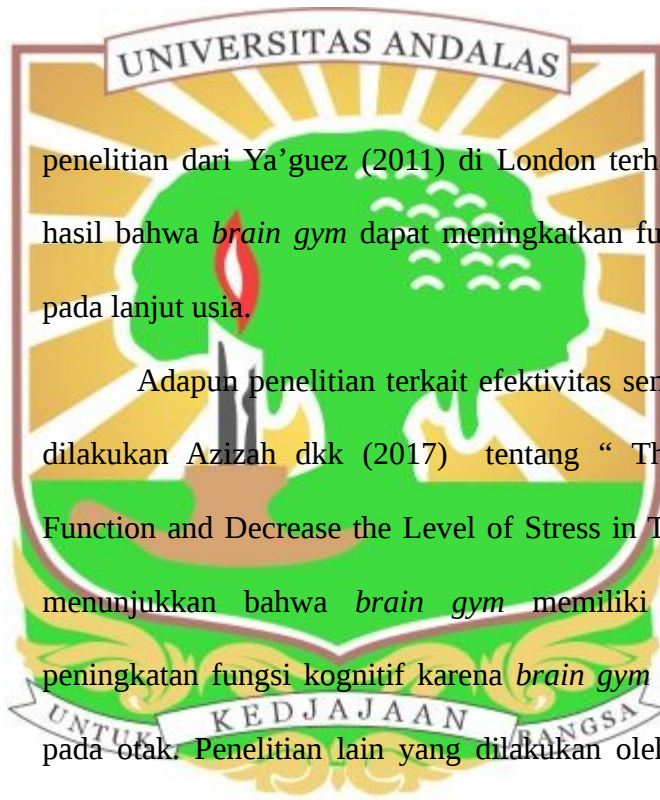 UNIVERSITAS ANDALAS
penelitian dari Ya’guez (2011) di London terha
hasil bahwa brain gym dapat meningkatkan fu
pada lanjut usia.
Adapun penelitian terkait efektivitas sen
dilakukan Azizah dkk (2017) tentang “ Th
Function and Decrease the Level of Stress in T
menunjukkan bahwa brain gym memiliki
peningkatan fungsi kognitif karena brain gym
UNTUK KEDJAJAAN BANGSA
pada otak. Penelitian lain yang dilakukan oleh